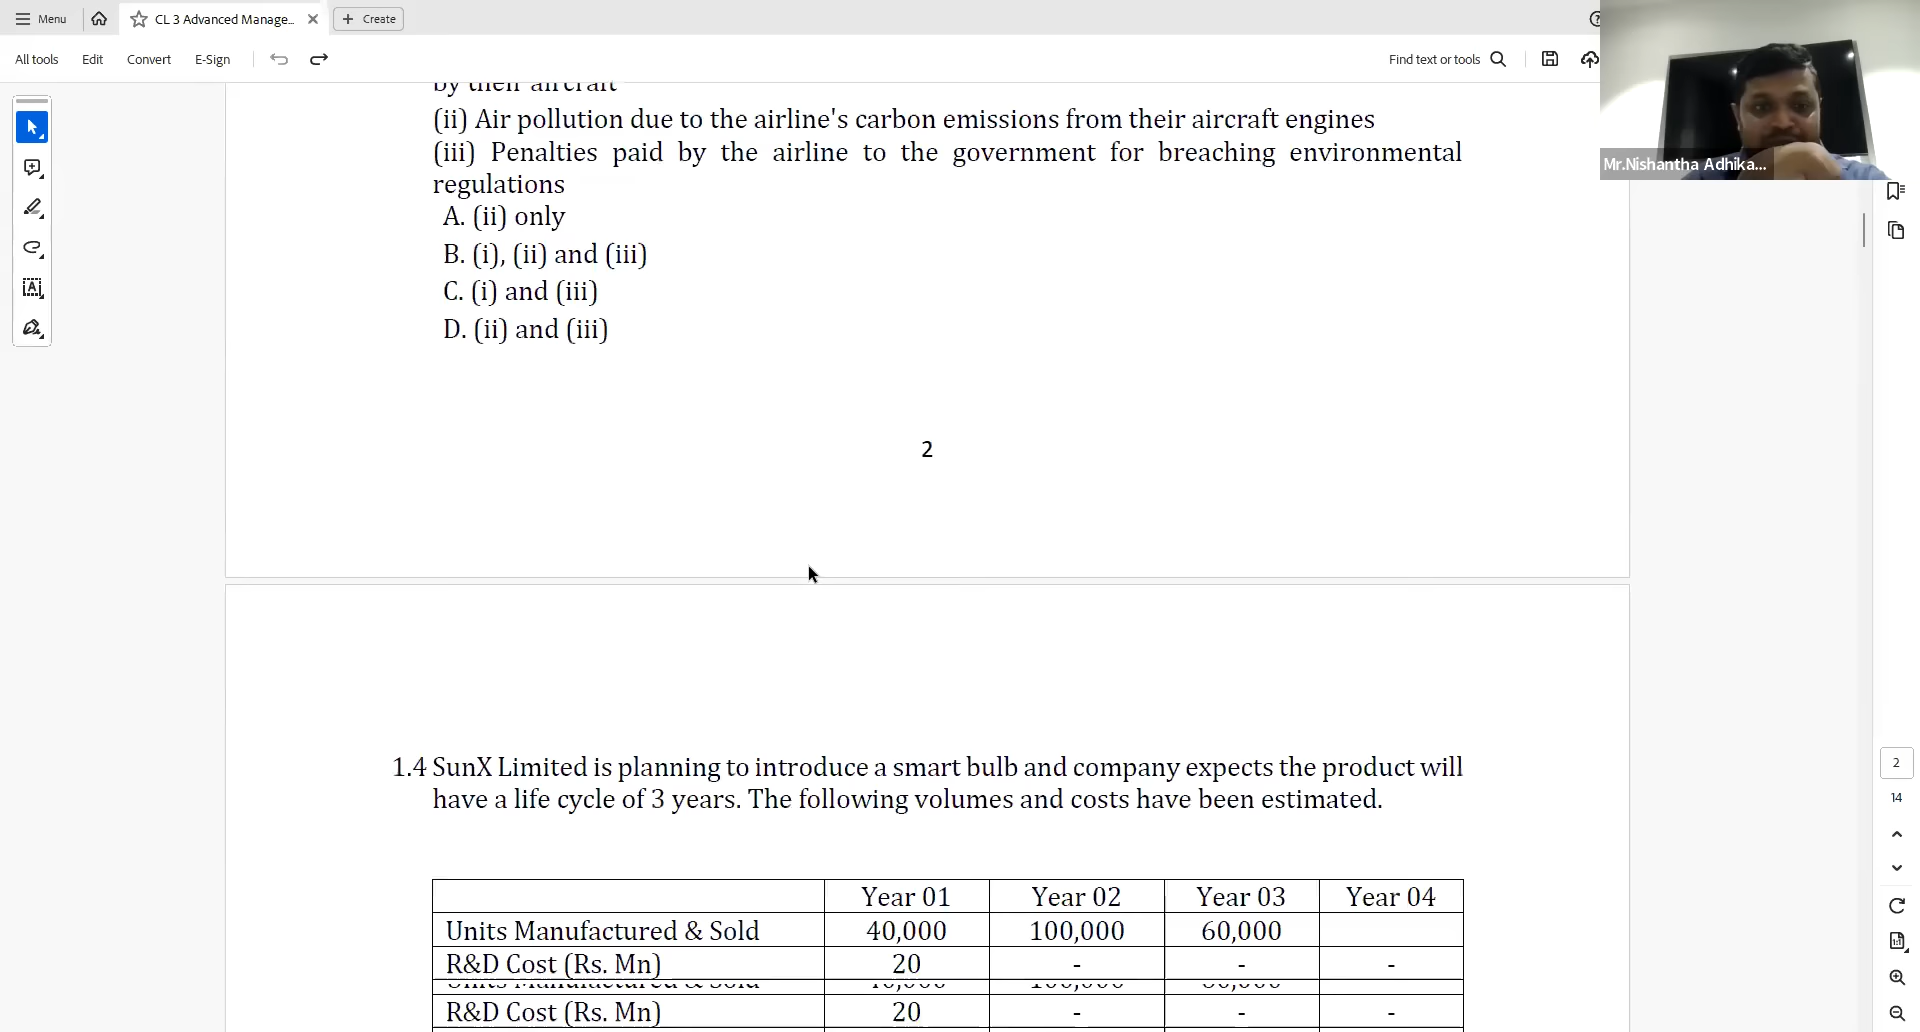 Menu
CL 3 Advanced Manage...
Create
All tools
Edit
Convert
E-Sign
Find text or tools
Mr.Nishantha Adhika...
by their aircraft
(ii) Air pollution due to the airline's carbon emissions from their aircraft engines
(iii) Penalties paid by the airline to the government for breaching environmental
regulations
A. (ii) only
B. (i), (ii) and (iii)
C. (i) and (iii)
D. (ii) and (iii)
2
1.4 SunX Limited is planning to introduce a smart bulb and company expects the product will
have a life cycle of 3 years. The following volumes and costs have been estimated.
Year 01 Year 02 Year 03 Year 04
Units Manufactured & Sold 40,000 100,000 60,000
R&D Cost (Rs. Mn) 20 - - -
R&D Cost (Rs. Mn) 20 - - -
2
14